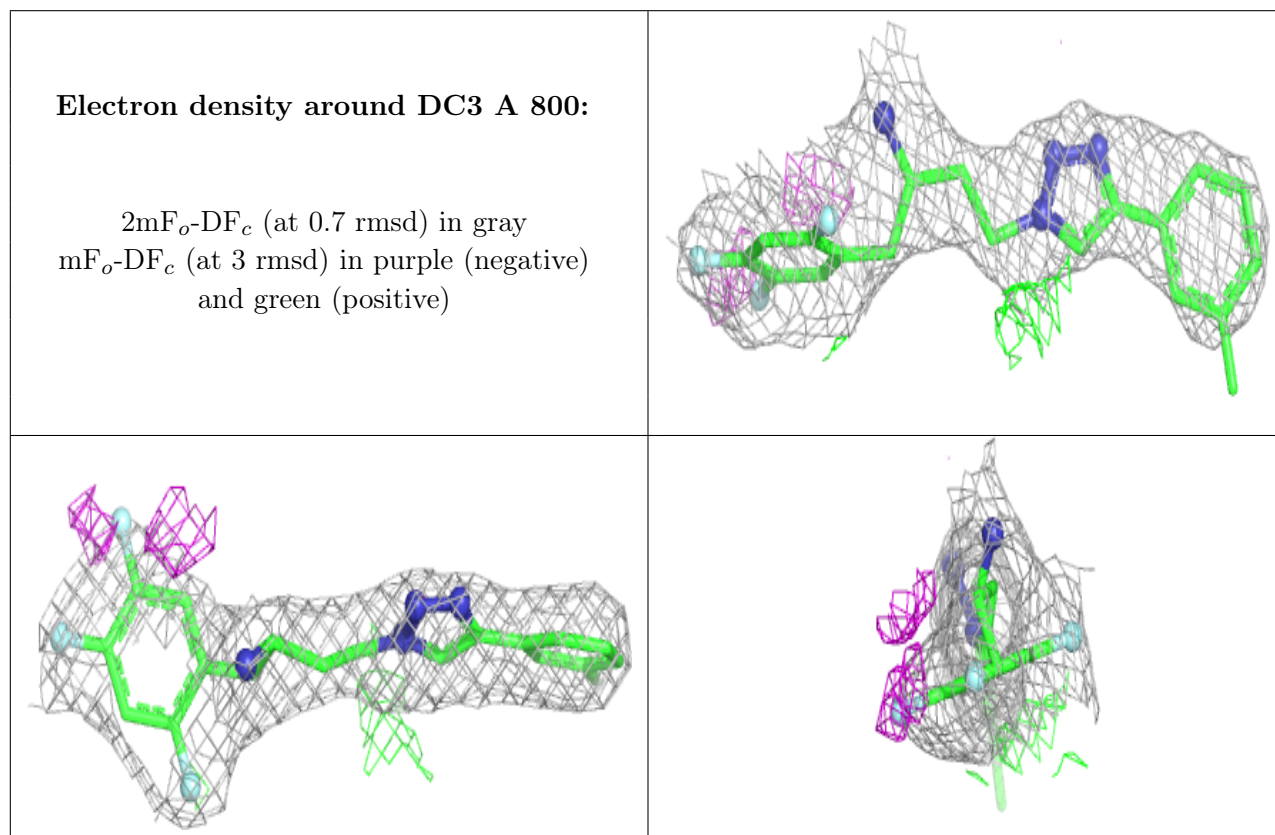 Electron density around DC3 A 800:
2mFo-DFc (at 0.7 rmsd) in gray
mFo-DFc (at 3 rmsd) in purple (negative)
and green (positive)